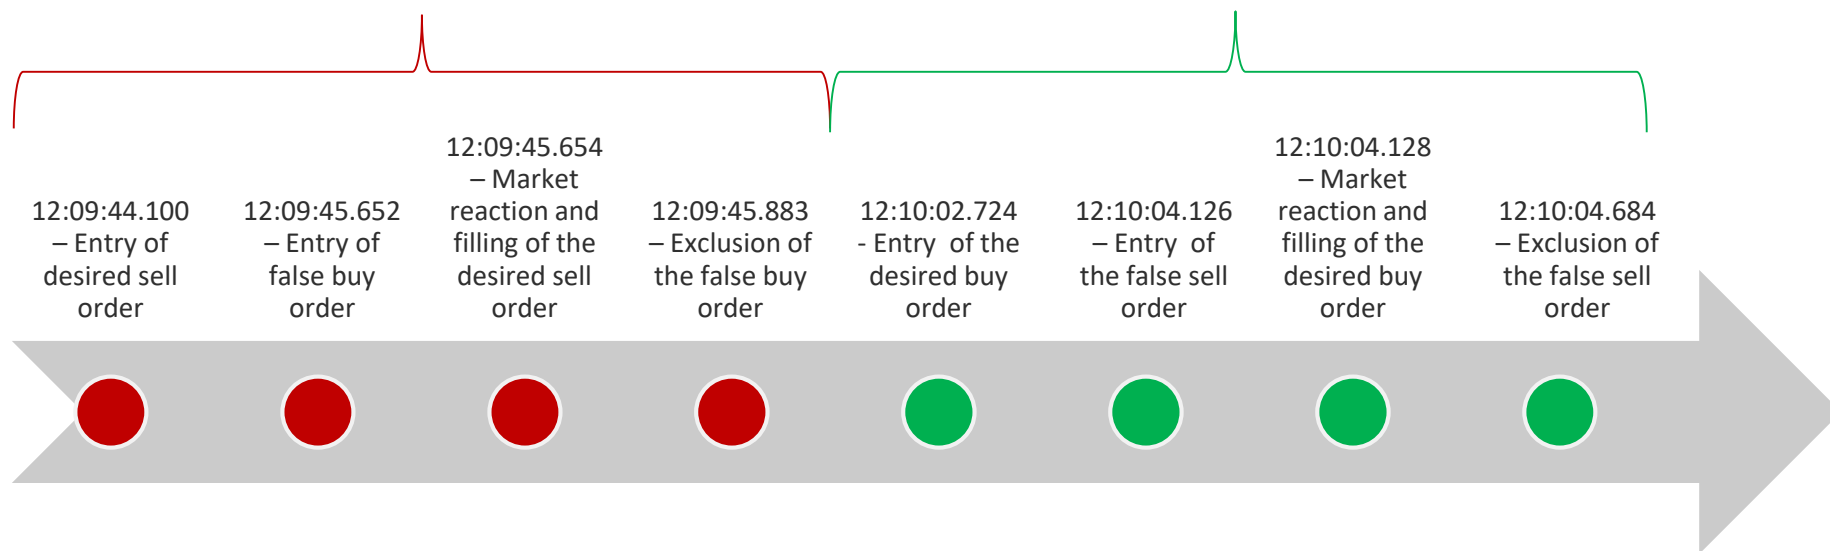 12:09:44.100
– Entry of
desired sell
order
12:09:45.652
– Entry of
false buy
order
12:09:45.654
– Market
reaction and
filling of the
desired sell
order
12:09:45.883
– Exclusion of
the false buy
order
12:10:02.724
- Entry  of the
desired buy
order
12:10:04.126
– Entry  of
the false sell
order
12:10:04.128
– Market
reaction and
filling of the
desired buy
order
12:10:04.684
– Exclusion of
the false sell
order